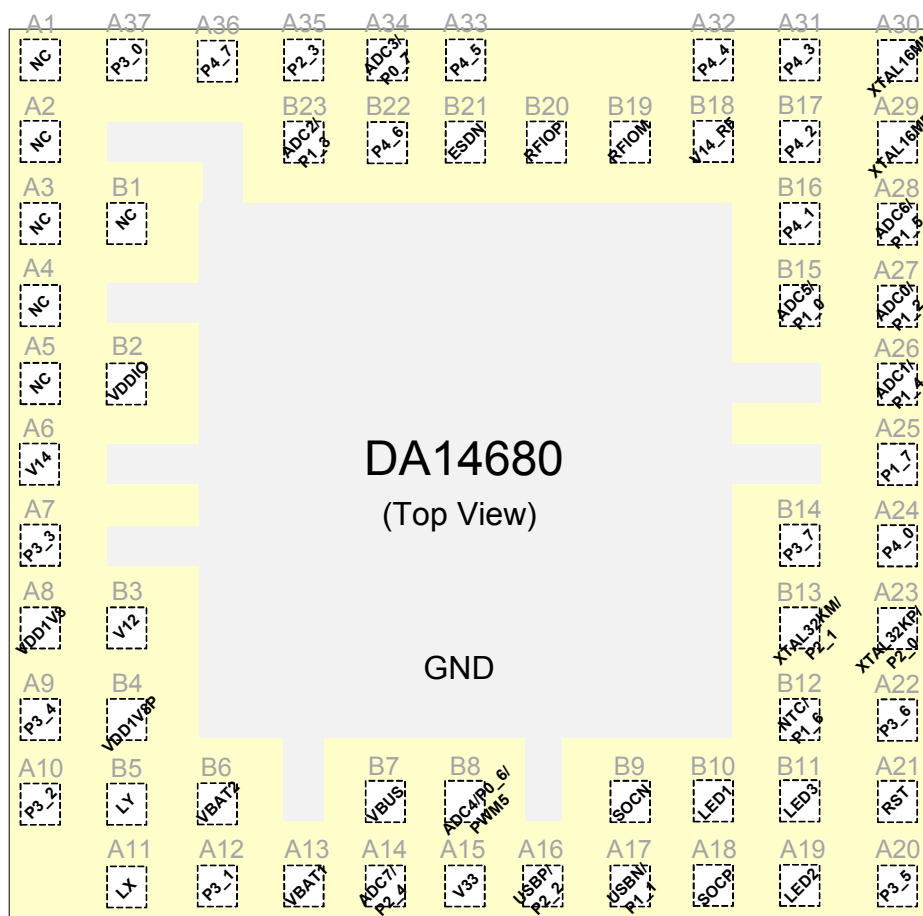 A1 A37 A36 A35 A34 A33 A32 A31 A30
NC P3_0 P4_7 P2_3 ADC3/ P0_7 P4_5 P4_4 P4_3
A2 B23 B22 B21 B20 B19 B18 B17 A29
NC ADC2/ P1_3 P4_6 ESDN RFIOP RFIOM V14_RF P4_2
A3 B1 B16 A28
NC NC P4_1 ADC6/ P1_5
A4 B15 A27
NC ADC5/ P1_0 ADC0/ P1_2
A5 B2 A26
NC VDDIO ADC1/ P1_4
A6 A25
V14 P1_7
DA14680
(Top View)
A7 B14 A24
P3_3 P3_7 P4_0
A8 B3 B13 A23
VDD1V8 V12 XTAL32KM/ P2_1 XTAL32KP/ P2_0
GND
A9 B4 B12 A22
P3_4 VDD1V8P NTC/ P1_6 P3_6
A10 B5 B6 B7 B8 B9 B10 B11 A21
P3_2 LY VBAT2 VBUS ADC4/P0_6/ PWM5 SOCN LED1 LED3 RST
A11 A12 A13 A14 A15 A16 A17 A18 A19 A20
LX P3_1 VBAT1 ADC7/ P2_4 V33 USBP/ P2_2 USBN/ P1_1 SOCP LED2 P3_5